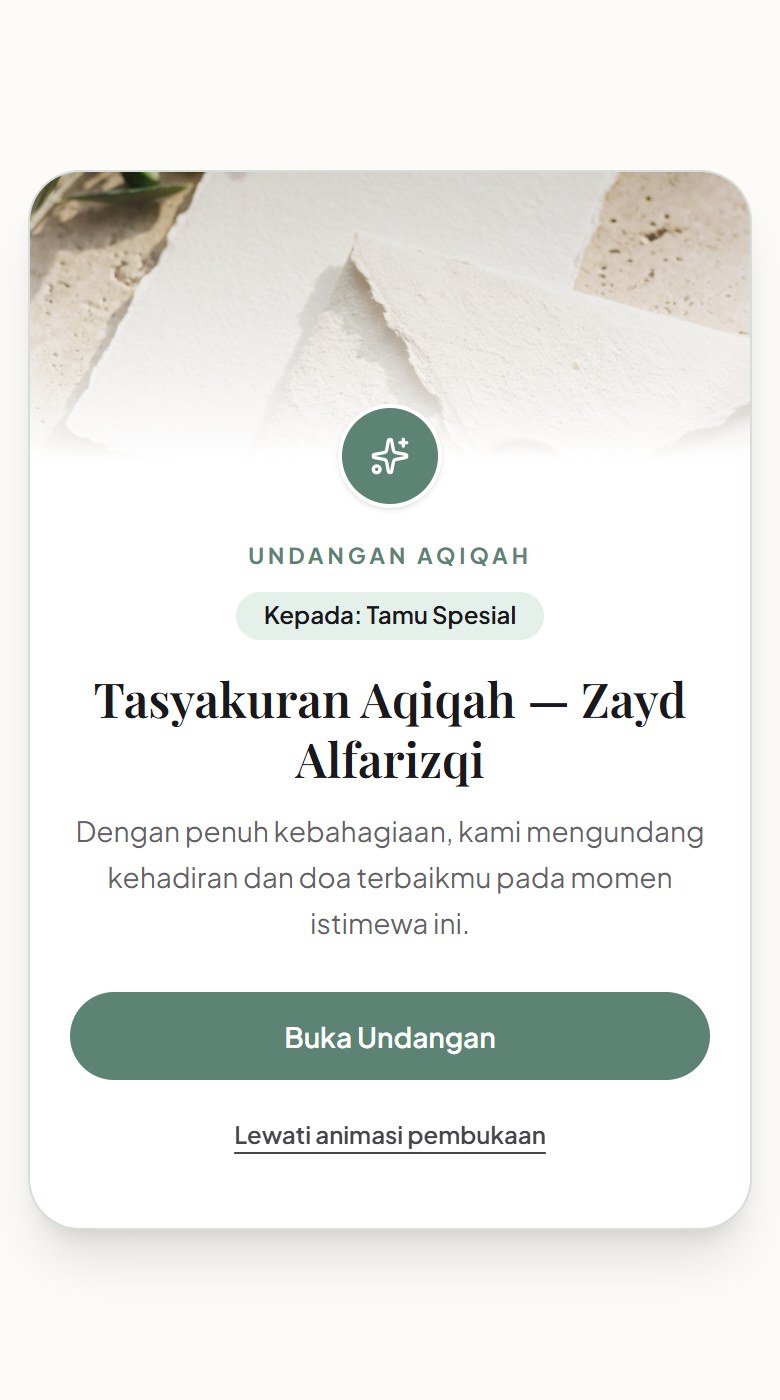 UNDANGAN AQIQAH
Kepada: Tamu Spesial
Tasyakuran Aqiqah — Zayd
Alfarizqi
Dengan penuh kebahagiaan, kami mengundang
kehadiran dan doa terbaikmu pada momen
istimewa ini.
Buka Undangan
Lewati animasi pembukaan